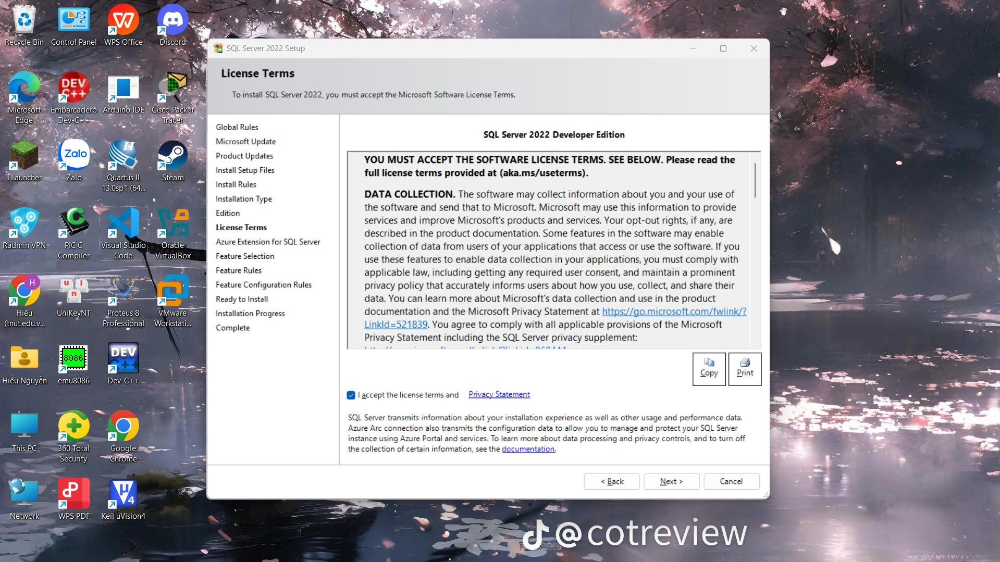 Recycle Bin
Control Panel
WPS Office
Discord
Microsoft
Edge
DEV
C++
Embarcadero
Dev-C++
Arduino IDE
Cisco Packet
Tracer
TLauncher
Zalo
Zalo
II
Quartus II
13.0sp1 (64...
Steam
Radmin VPN
C
PIC C
Compiler
Visual Studio
Code
Oracle
VirtualBox
H
Hiếu
(tnut.edu.v...
u i
n
UniKeyNT
Proteus 8
Professional
VMware
Workstati...
Hiếu Nguyễn
8086
emu8086
DEV
C++
Dev-C++
This PC
360 Total
Security
Google
Chrome
Network
WPS PDF
μ
V4
Keil uVision4
SQL Server 2022 Setup
License Terms
To install SQL Server 2022, you must accept the Microsoft Software License Terms.
Global Rules
Microsoft Update
Product Updates
Install Setup Files
Install Rules
Installation Type
Edition
License Terms
Azure Extension for SQL Server
Feature Selection
Feature Rules
Feature Configuration Rules
Ready to Install
Installation Progress
Complete
SQL Server 2022 Developer Edition
YOU MUST ACCEPT THE SOFTWARE LICENSE TERMS. SEE BELOW. Please read the
full license terms provided at (aka.ms/useterms).
DATA COLLECTION. The software may collect information about you and your use of
the software and send that to Microsoft. Microsoft may use this information to provide
services and improve Microsoft's products and services. Your opt-out rights, if any, are
described in the product documentation. Some features in the software may enable
collection of data from users of your applications that access or use the software. If you
use these features to enable data collection in your applications, you must comply with
applicable law, including getting any required user consent, and maintain a prominent
privacy policy that accurately informs users about how you use, collect, and share their
data. You can learn more about Microsoft's data collection and use in the product
documentation and the Microsoft Privacy Statement at https://go.microsoft.com/fwlink/?
LinkId=521839. You agree to comply with all applicable provisions of the Microsoft
Privacy Statement including the SQL Server privacy supplement:
Copy
Print
I accept the license terms and Privacy Statement
SQL Server transmits information about your installation experience as well as other usage and performance data.
Azure Arc connection also transmits the configuration data to allow you to manage and protect your SQL Server
instance using Azure Portal and services. To learn more about data processing and privacy controls, and to turn off
the collection of certain information, see the documentation.
< Back
Next >
Cancel
@cotreview